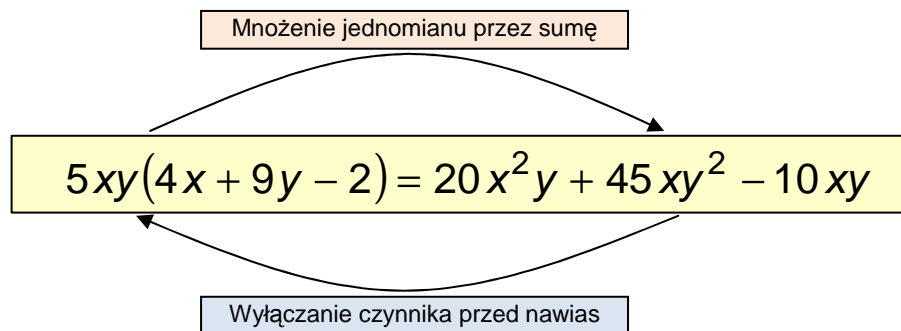 Mnożenie jednomianu przez sumę
5xy(4x + 9y − 2) = 20x²y + 45xy² − 10xy
Wyłączanie czynnika przed nawias